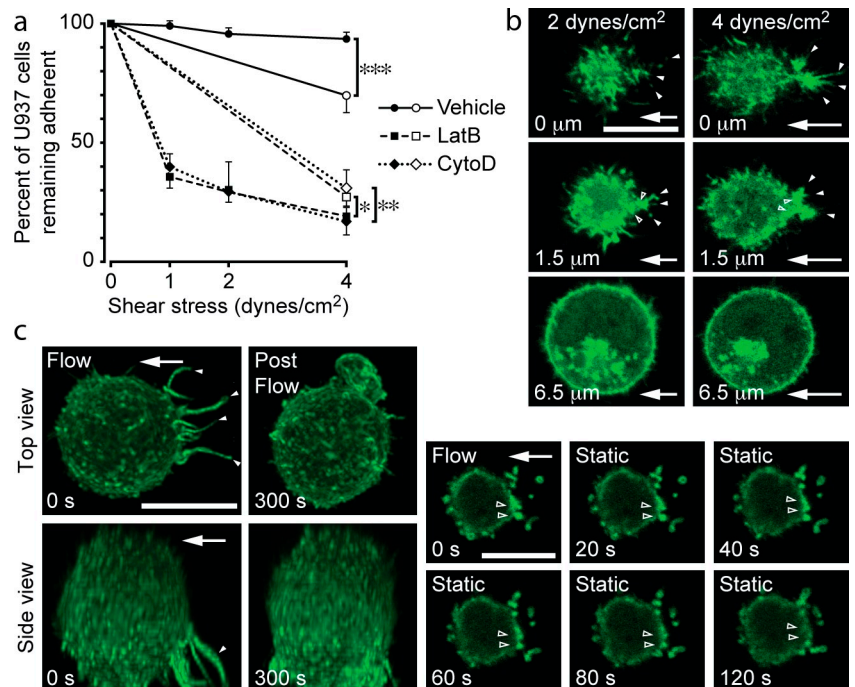 a
Percent of U937 cells
remaining adherent
100
50
0
0
1
2
4
Shear stress (dynes/cm²)
***
*
**
Vehicle
LatB
CytoD
b
2 dynes/cm²
4 dynes/cm²
0 µm
0 µm
1.5 µm
1.5 µm
6.5 µm
6.5 µm
c
Top view
Flow
0 s
Post
Flow
300 s
Side view
0 s
300 s
Flow
0 s
Static
20 s
Static
40 s
Static
60 s
Static
80 s
Static
120 s